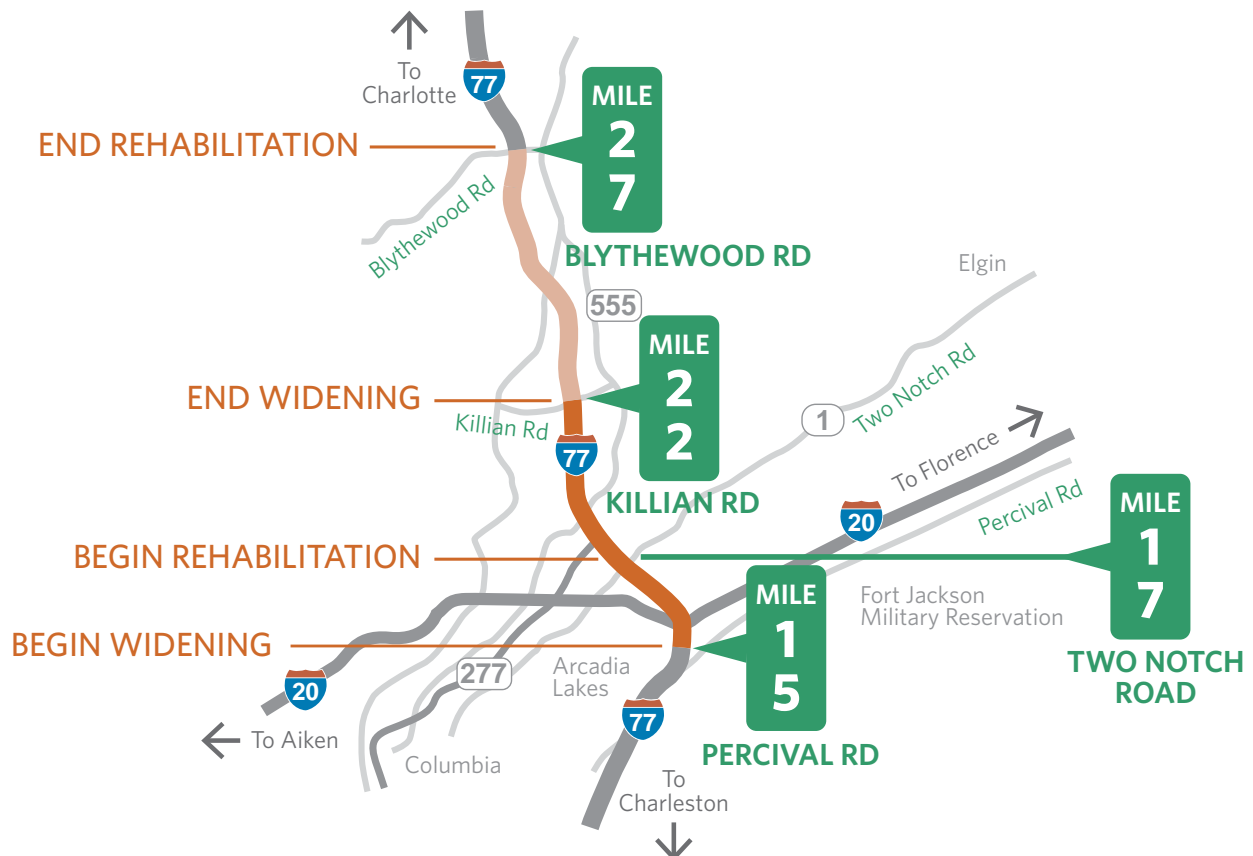 To
Charlotte
77
MILE
2
7
END REHABILITATION
Blythewood Rd
BLYTHEWOOD RD
Elgin
555
MILE
2
2
END WIDENING
Killian Rd
1
Two Notch Rd
77
To Florence
KILLIAN RD
20
Percival Rd
MILE
1
7
BEGIN REHABILITATION
MILE
1
5
Fort Jackson
Military Reservation
BEGIN WIDENING
TWO NOTCH
ROAD
277
Arcadia
Lakes
20
77
To Aiken
Columbia
PERCIVAL RD
To
Charleston